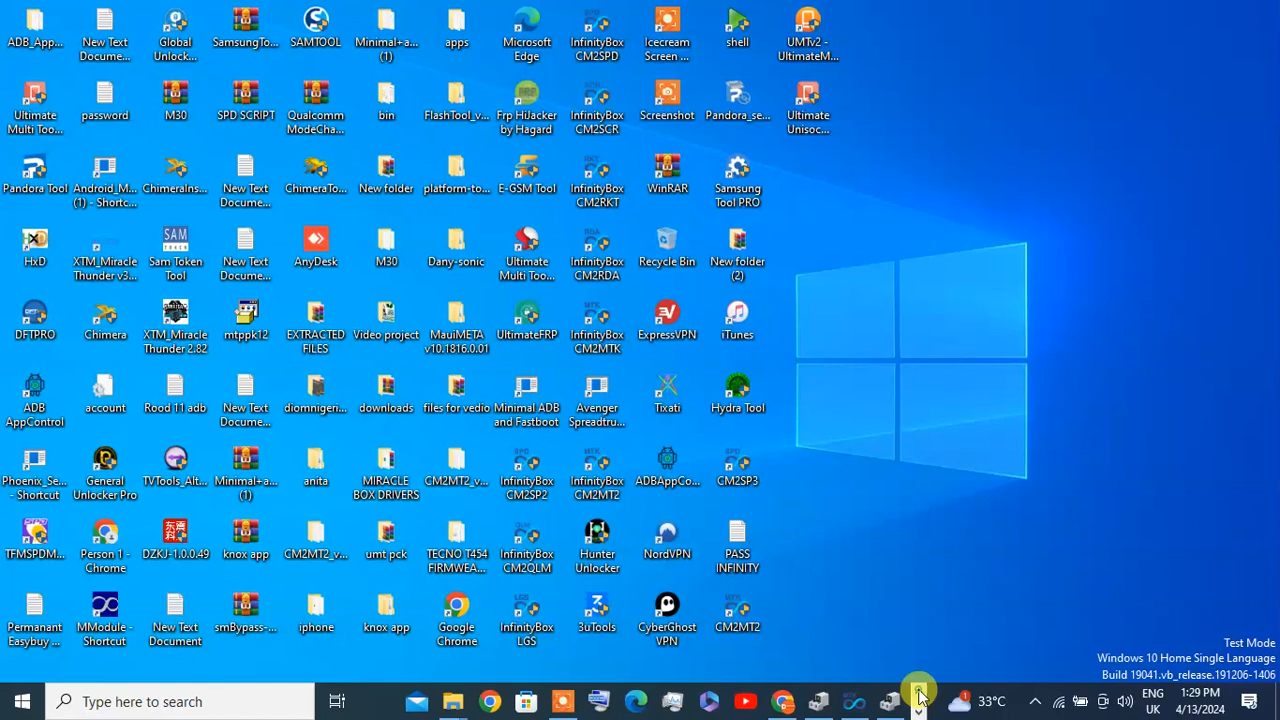 ADB_App...
New Text
Docume...
Global
Unlock...
SamsungTo...
SAMTOOL
Minimal+a...
(1)
apps
Microsoft
Edge
InfinityBox
CM2SPD
Icecream
Screen ...
shell
UMTv2 -
UltimateM...
Ultimate
Multi Too...
password
M30
SPD SCRIPT
Qualcomm
ModeCha...
bin
FlashTool_v...
Frp HiJacker
by Hagard
InfinityBox
CM2SCR
Screenshot
Pandora_se...
Ultimate
Unisoc...
Pandora Tool
Android_M...
(1) - Shortc...
ChimeraIns...
New Text
Docume...
ChimeraTo...
New folder
platform-to...
E-GSM Tool
InfinityBox
CM2RKT
WinRAR
Samsung
Tool PRO
HxD
XTM_Miracle
Thunder v3...
Sam Token
Tool
New Text
Docume...
AnyDesk
M30
Dany-sonic
Ultimate
Multi Too...
InfinityBox
CM2RDA
Recycle Bin
New folder
(2)
DFTPRO
Chimera
XTM_Miracle
Thunder 2.82
mtppk12
EXTRACTED
FILES
Video project
MauiMETA
v10.1816.0.01
UltimateFRP
InfinityBox
CM2MTK
ExpressVPN
iTunes
ADB
AppControl
account
Rood 11 adb
New Text
Docume...
diomnigeri...
downloads
files for vedio
Minimal ADB
and Fastboot
Avenger
Spreadtru...
Tixati
Hydra Tool
Phoenix_Se...
- Shortcut
General
Unlocker Pro
TVTools_Alt...
Minimal+a...
(1)
anita
MIRACLE
BOX DRIVERS
CM2MT2_v...
InfinityBox
CM2SP2
InfinityBox
CM2MT2
ADBAppCo...
CM2SP3
TFMSPDM...
Person 1 -
Chrome
DZKJ-1.0.0.49
knox app
CM2MT2_v...
umt pck
TECNO T454
FIRMWEA...
InfinityBox
CM2QLM
Hunter
Unlocker
NordVPN
PASS
INFINITY
Permanant
Easybuy ...
MModule -
Shortcut
New Text
Document
smBypass-...
iphone
knox app
Google
Chrome
InfinityBox
LGS
3uTools
CyberGhost
VPN
CM2MT2
Test Mode
Windows 10 Home Single Language
Build 19041.vb_release.191206-1406
Type here to search
33°C
ENG
UK
1:29 PM
4/13/2024